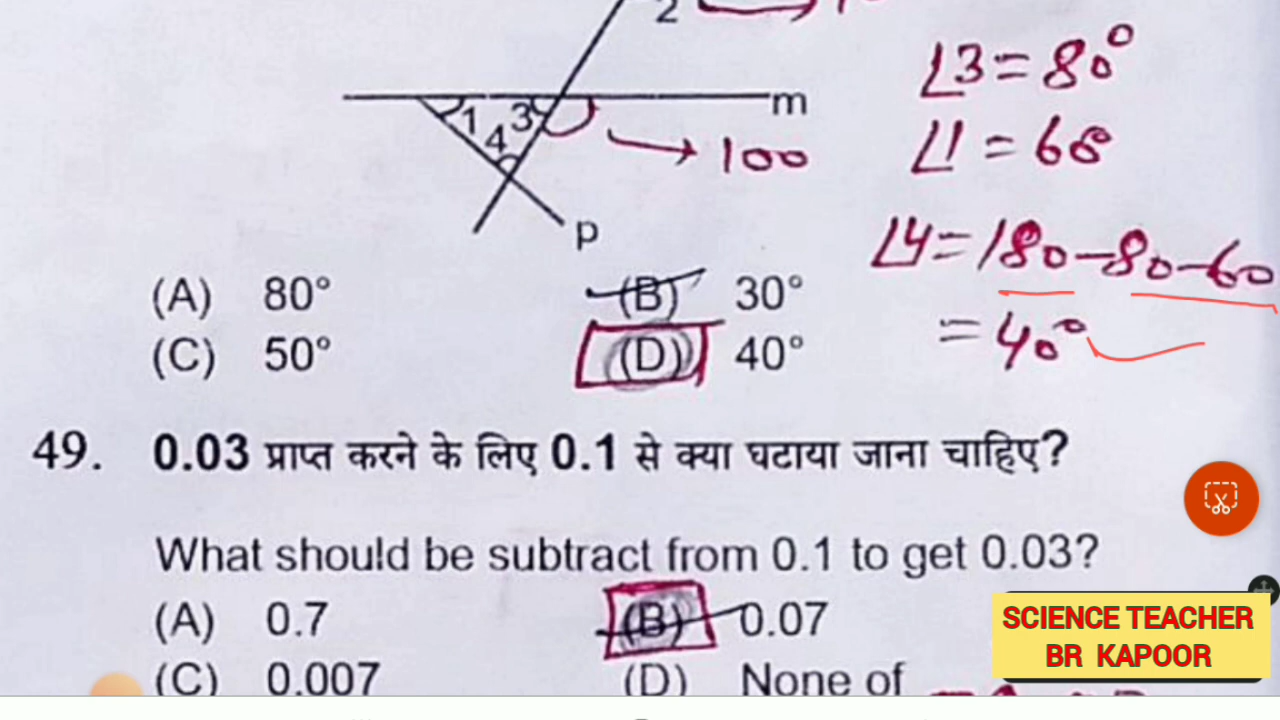 2
∠3 = 80°
m
1
3
4
100
∠1 = 60
p
∠4 = 180 - 80 - 60
= 40°
(A) 80°
(B) 30°
(C) 50°
(D) 40°
49. 0.03 प्राप्त करने के लिए 0.1 से क्या घटाया जाना चाहिए?
What should be subtract from 0.1 to get 0.03?
(A) 0.7
(B) 0.07
(C) 0.007
(D) None of
SCIENCE TEACHER
BR KAPOOR